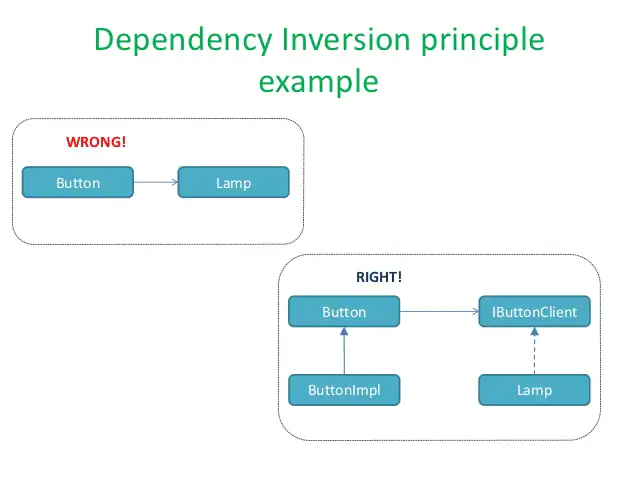 Dependency Inversion principle
example
WRONG!
Button
Lamp
RIGHT!
Button
IButtonClient
ButtonImpl
Lamp